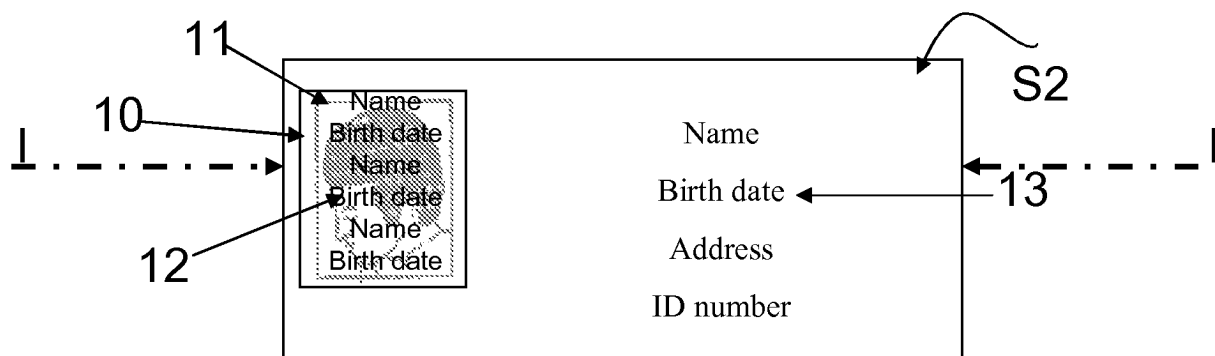 11
S2
10
Name
Birth date
Name
Birth date
Name
Birth date
Name
Birth date
Address
ID number
I
I
13
12